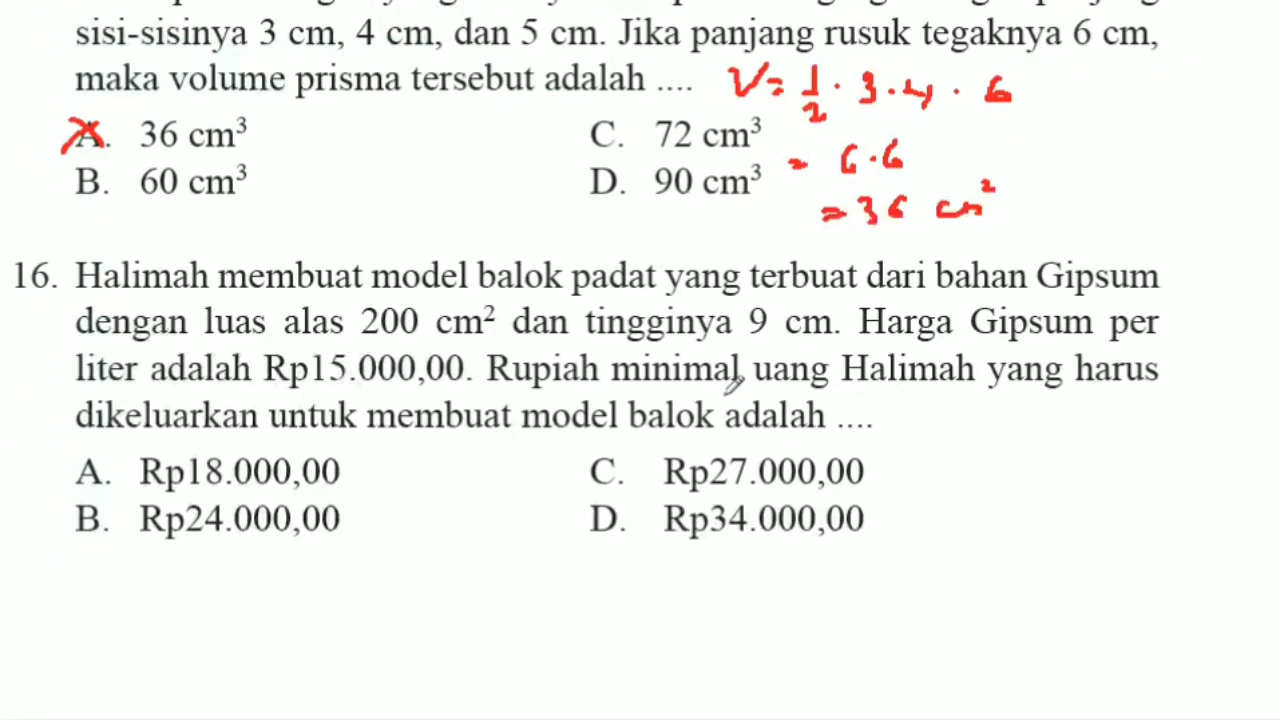 sisi-sisinya 3 cm, 4 cm, dan 5 cm. Jika panjang rusuk tegaknya 6 cm,
maka volume prisma tersebut adalah .... V = 1/2 . 3 . 4 . 6
A. 36 cm³ C. 72 cm³
= 6 . 6
B. 60 cm³ D. 90 cm³
= 36 cm²
16. Halimah membuat model balok padat yang terbuat dari bahan Gipsum
dengan luas alas 200 cm² dan tingginya 9 cm. Harga Gipsum per
liter adalah Rp15.000,00. Rupiah minimal uang Halimah yang harus
dikeluarkan untuk membuat model balok adalah ....
A. Rp18.000,00 C. Rp27.000,00
B. Rp24.000,00 D. Rp34.000,00